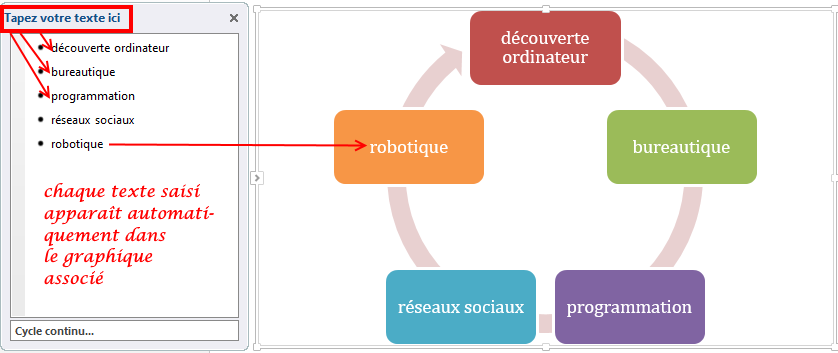 Tapez votre texte ici
découverte ordinateur
bureautique
programmation
réseaux sociaux
robotique
chaque texte saisi
apparaît automati-
quement dans
le graphique
associé
Cycle continu...
découverte
ordinateur
robotique
bureautique
réseaux sociaux
programmation